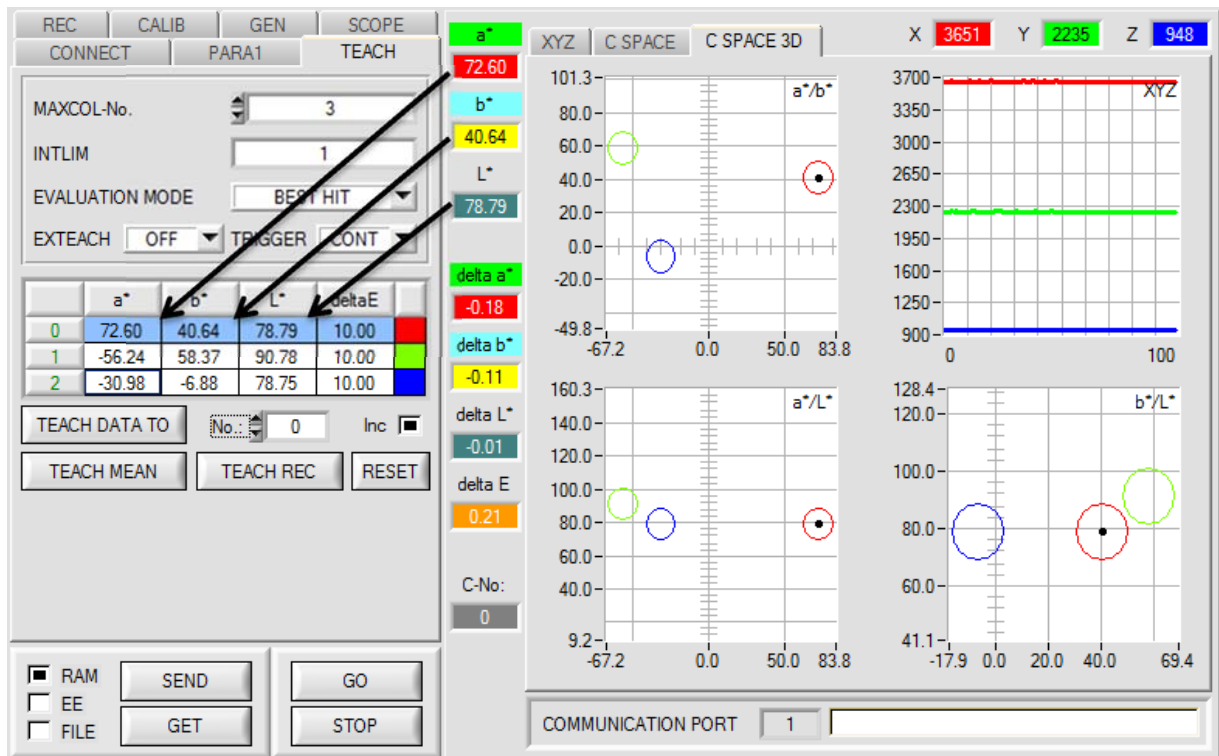 REC CALIB GEN SCOPE
CONNECT PARA1 TEACH
MAXCOL-No. 3
INTLIM 1
EVALUATION MODE BEST HIT
EXTEACH OFF TRIGGER CONT
a* b* L* deltaE
0 72.60 40.64 78.79 10.00
1 -56.24 58.37 90.78 10.00
2 -30.98 -6.88 78.75 10.00
TEACH DATA TO No.: 0 Inc
TEACH MEAN TEACH REC RESET
RAM SEND GO
EE
FILE GET STOP
a*
72.60
b*
40.64
L*
78.79
delta a*
-0.18
delta b*
-0.11
delta L*
-0.01
delta E
0.21
C-No:
0
XYZ C SPACE C SPACE 3D X 3651 Y 2235 Z 948
a*/b*
101.3
80.0
60.0
40.0
20.0
0.0
-20.0
-49.8
-67.2 0.0 50.0 83.8
XYZ
3700
3350
3000
2650
2300
1950
1600
1250
900
0 100
a*/L*
160.3
140.0
120.0
100.0
80.0
60.0
40.0
9.2
-67.2 0.0 50.0 83.8
b*/L*
128.4
120.0
100.0
80.0
60.0
41.1
-17.9 0.0 20.0 40.0 69.4
COMMUNICATION PORT 1